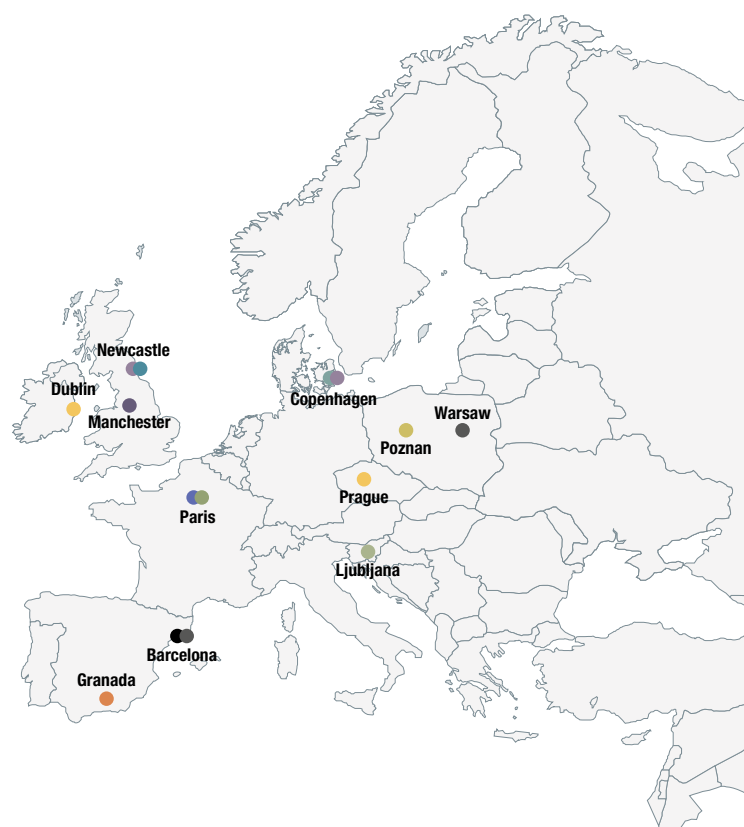 Newcastle
Dublin
Manchester
Copenhagen
Warsaw
Poznan
Prague
Paris
Ljubljana
Barcelona
Granada